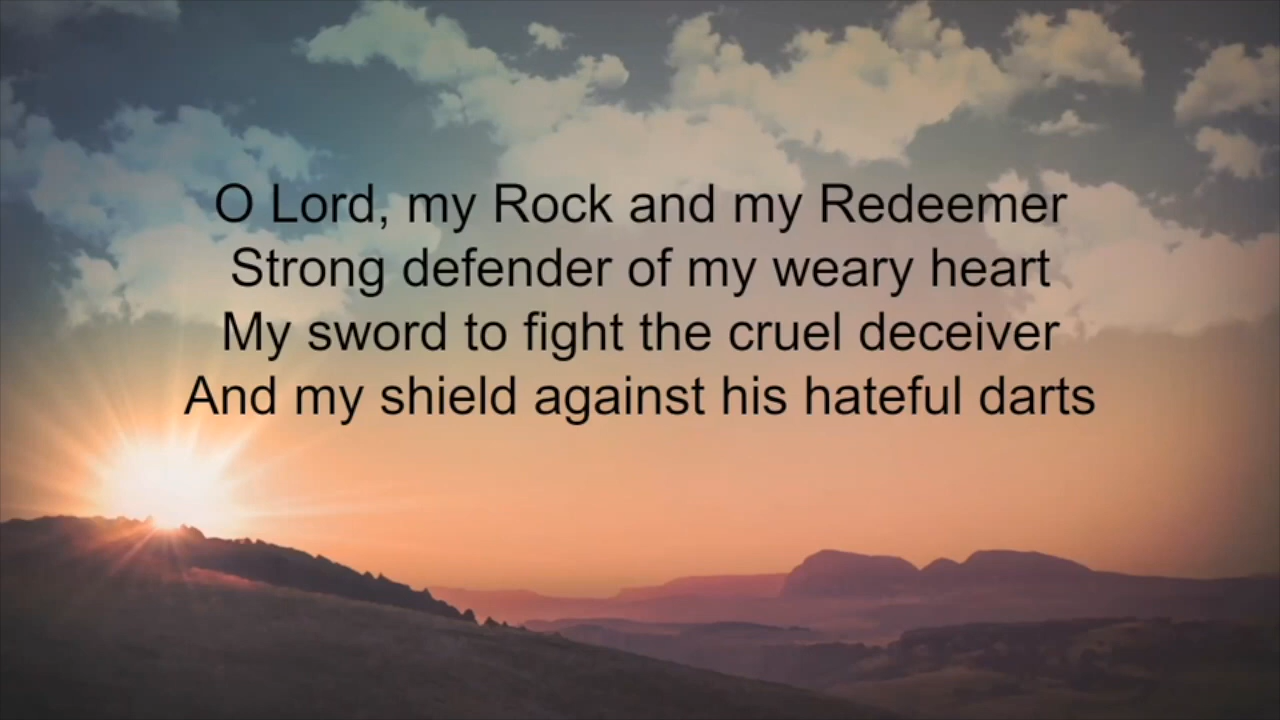 O Lord, my Rock and my Redeemer
Strong defender of my weary heart
My sword to fight the cruel deceiver
And my shield against his hateful darts